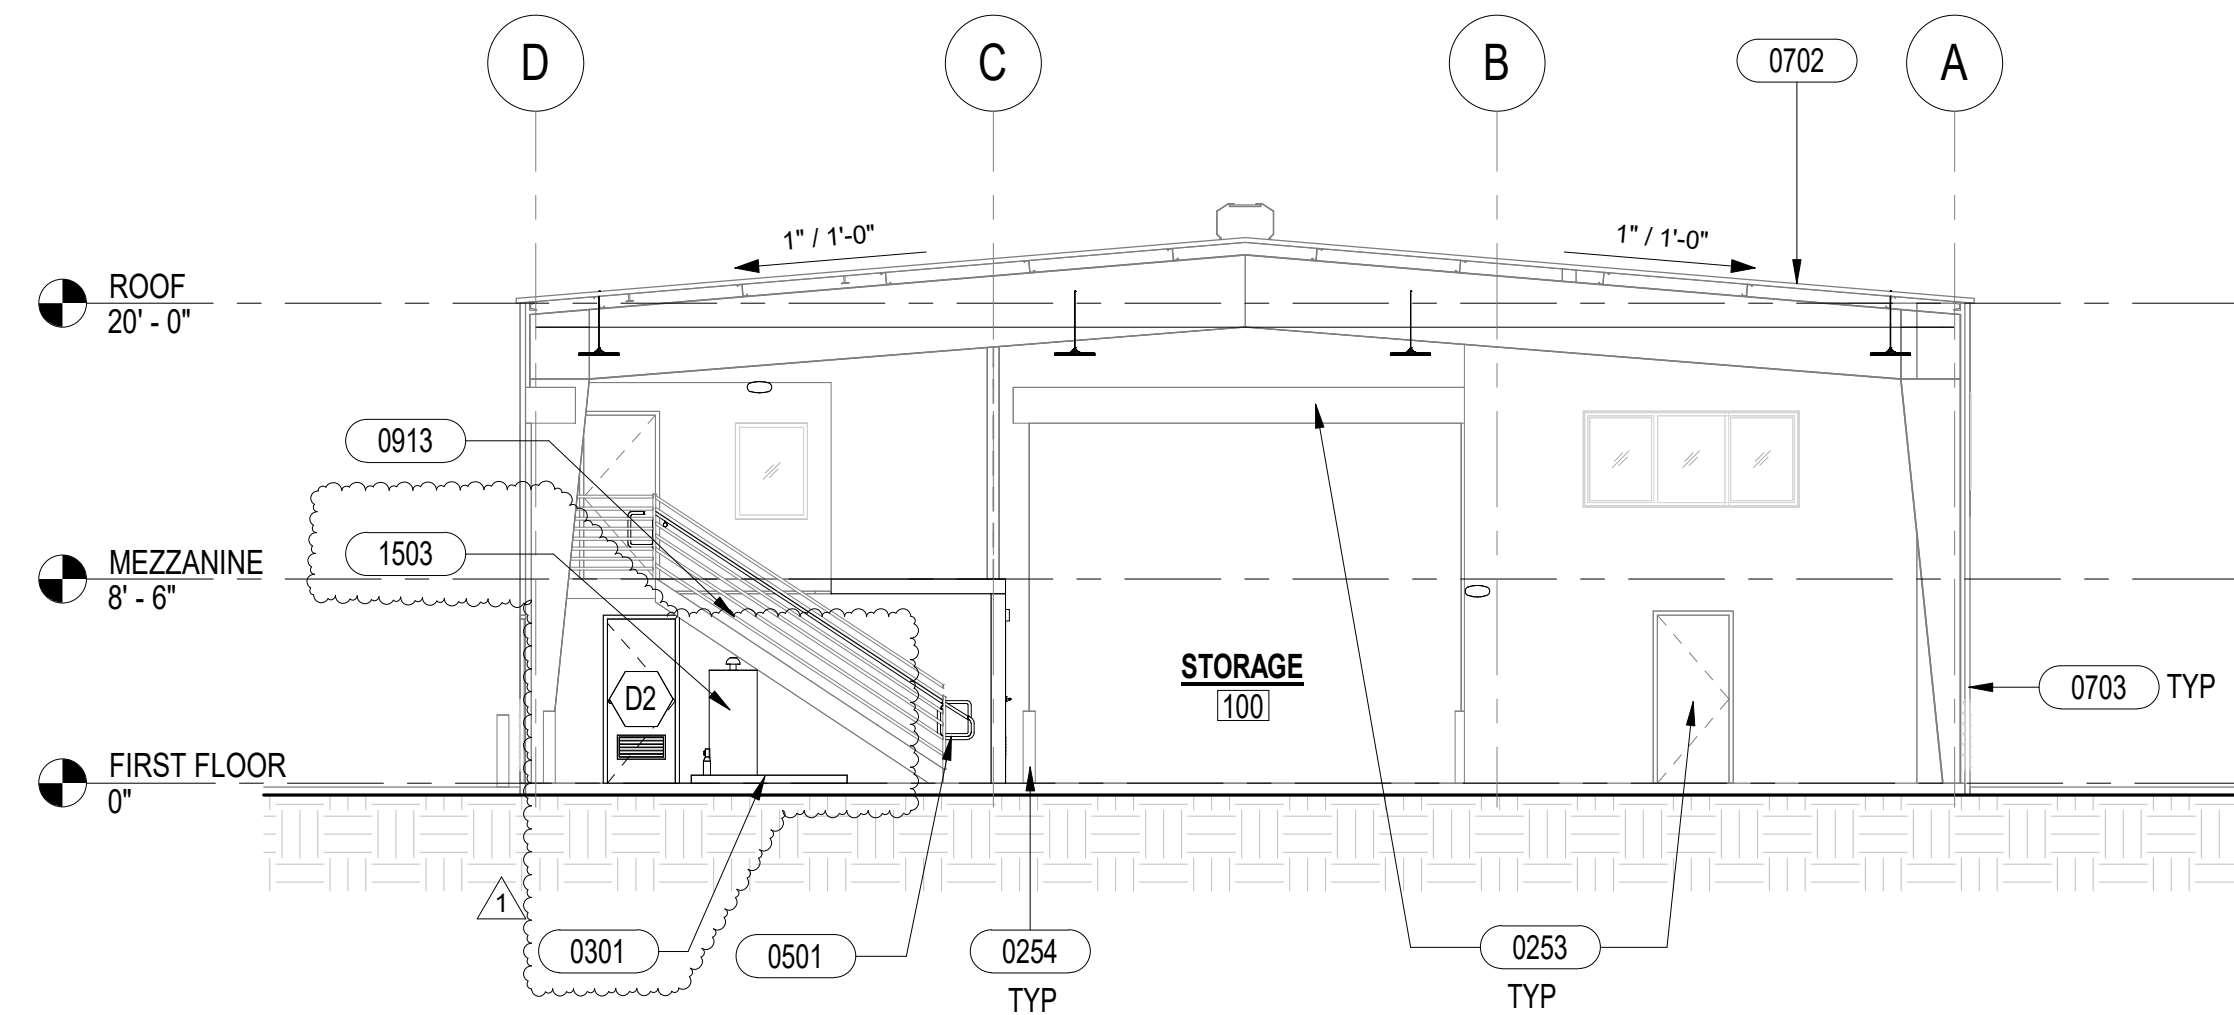 D
C
B
A
0702
1" / 1'-0"
1" / 1'-0"
ROOF
20' - 0"
0913
1503
MEZZANINE
8' - 6"
STORAGE
100
D2
0703 TYP
FIRST FLOOR
0"
1
0301
0501
0254
TYP
0253
TYP